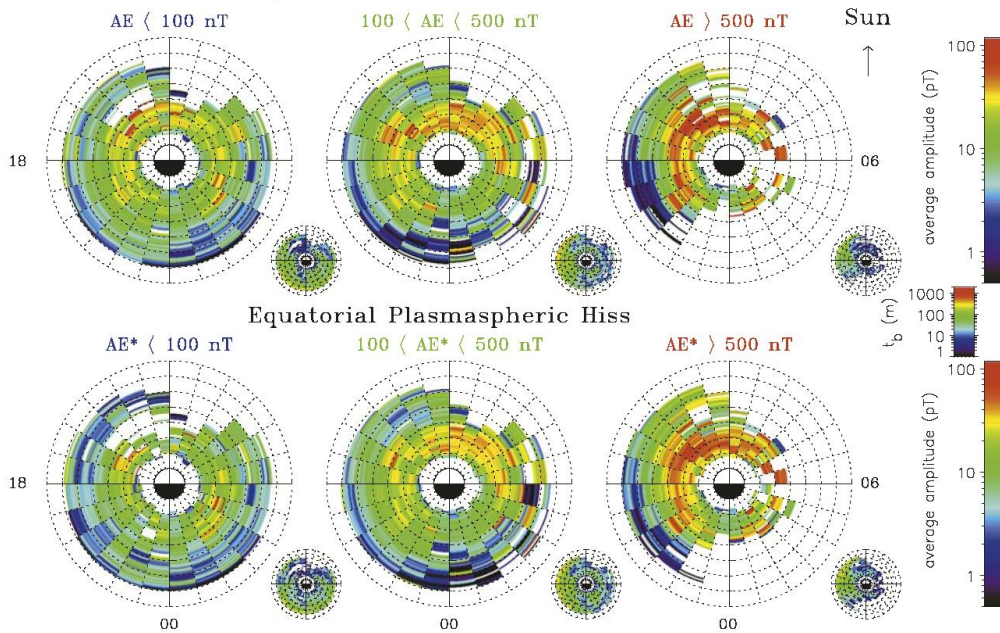 AE < 100 nT
100 < AE < 500 nT
AE > 500 nT
Sun
100
10
1
average amplitude (pT)
18
06
Equatorial Plasmaspheric Hiss
1000
100
10
1
t_b (m)
AE* < 100 nT
100 < AE* < 500 nT
AE* > 500 nT
100
10
1
average amplitude (pT)
18
06
00
00
00